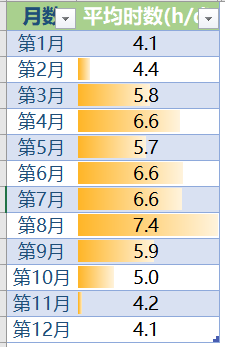 月数 平均时数(h/d
第1月 4.1
第2月 4.4
第3月 5.8
第4月 6.6
第5月 5.7
第6月 6.6
第7月 6.6
第8月 7.4
第9月 5.9
第10月 5.0
第11月 4.2
第12月 4.1